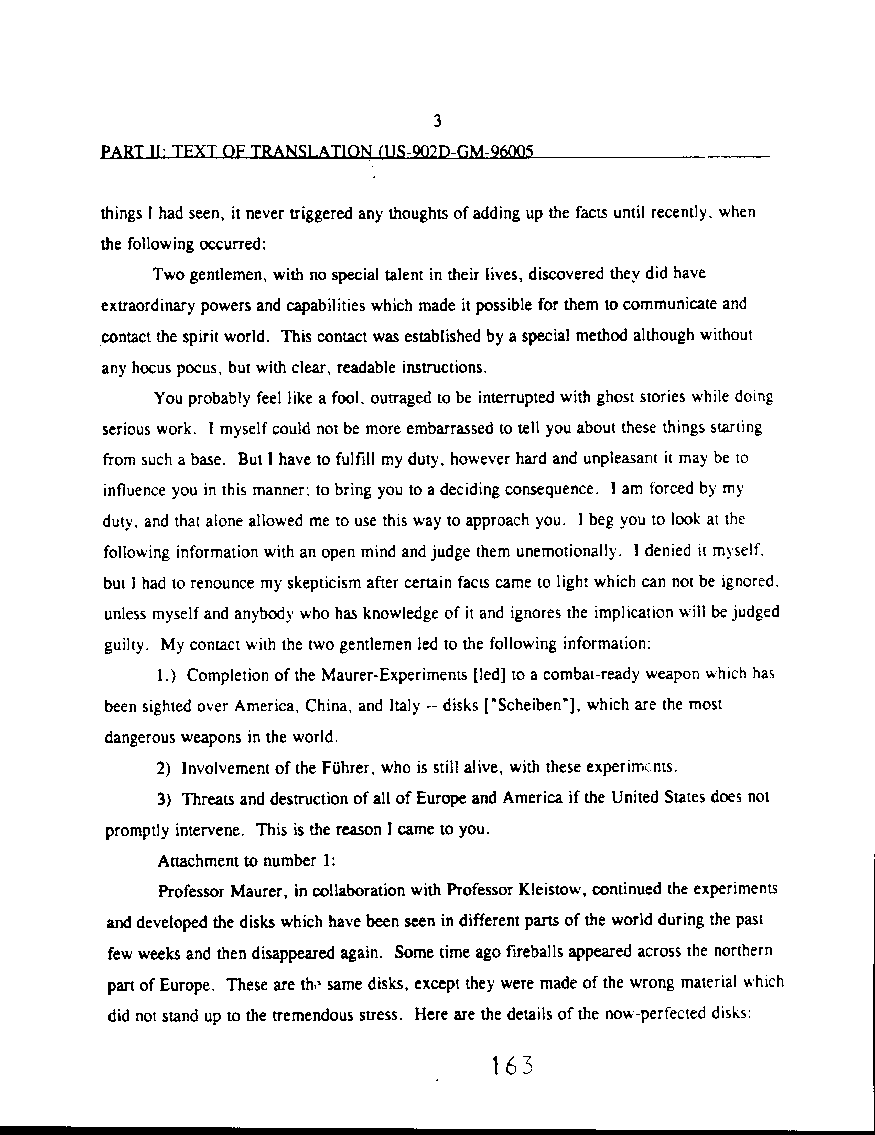 3
PART II: TEXT OF TRANSLATION (US-902D-GM-96005
things I had seen, it never triggered any thoughts of adding up the facts until recently, when
the following occurred:
Two gentlemen, with no special talent in their lives, discovered they did have
extraordinary powers and capabilities which made it possible for them to communicate and
contact the spirit world. This contact was established by a special method although without
any hocus pocus, but with clear, readable instructions.
You probably feel like a fool, outraged to be interrupted with ghost stories while doing
serious work. I myself could not be more embarrassed to tell you about these things starting
from such a base. But I have to fulfill my duty, however hard and unpleasant it may be to
influence you in this manner; to bring you to a deciding consequence. I am forced by my
duty, and that alone allowed me to use this way to approach you. I beg you to look at the
following information with an open mind and judge them unemotionally. I denied it myself,
but I had to renounce my skepticism after certain facts came to light which can not be ignored,
unless myself and anybody who has knowledge of it and ignores the implication will be judged
guilty. My contact with the two gentlemen led to the following information:
1.) Completion of the Maurer-Experiments [led] to a combat-ready weapon which has
been sighted over America, China, and Italy -- disks ["Scheiben"], which are the most
dangerous weapons in the world.
2) Involvement of the Führer, who is still alive, with these experiments.
3) Threats and destruction of all of Europe and America if the United States does not
promptly intervene. This is the reason I came to you.
Attachment to number 1:
Professor Maurer, in collaboration with Professor Kleistow, continued the experiments
and developed the disks which have been seen in different parts of the world during the past
few weeks and then disappeared again. Some time ago fireballs appeared across the northern
part of Europe. These are the same disks, except they were made of the wrong material which
did not stand up to the tremendous stress. Here are the details of the now-perfected disks:
163